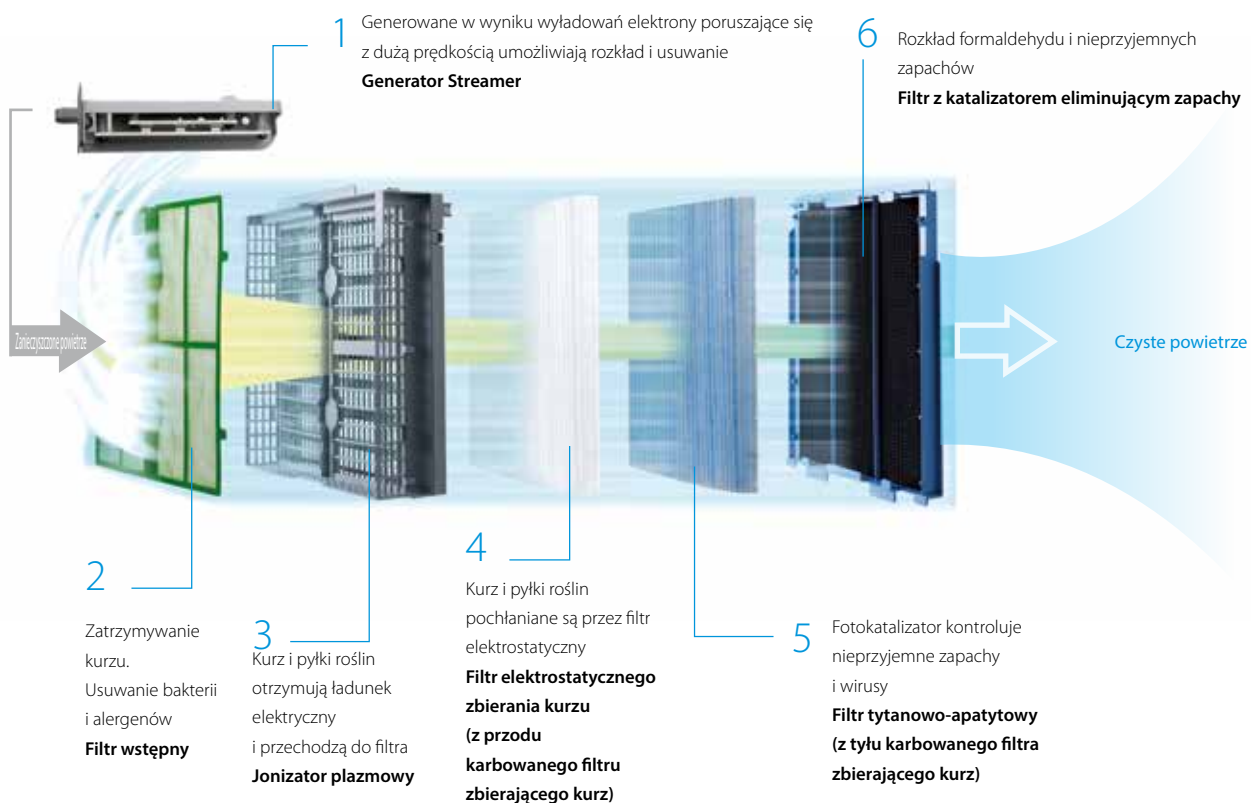 1
Generowane w wyniku wyładowań elektrony poruszające się
z dużą prędkością umożliwiają rozkład i usuwanie
Generator Streamer
6
Rozkład formaldehydu i nieprzyjemnych
zapachów
Filtr z katalizatorem eliminującym zapachy
Zanieczyszczone powietrze
Czyste powietrze
2
Zatrzymywanie
kurzu.
Usuwanie bakterii
i alergenów
Filtr wstępny
3
Kurz i pyłki roślin
otrzymują ładunek
elektryczny
i przechodzą do filtra
Jonizator plazmowy
4
Kurz i pyłki roślin
pochłaniane są przez filtr
elektrostatyczny
Filtr elektrostatycznego
zbierania kurzu
(z przodu
karbowanego filtru
zbierającego kurz)
5
Fotokatalizator kontroluje
nieprzyjemne zapachy
i wirusy
Filtr tytanowo-apatytowy
(z tyłu karbowanego filtra
zbierającego kurz)